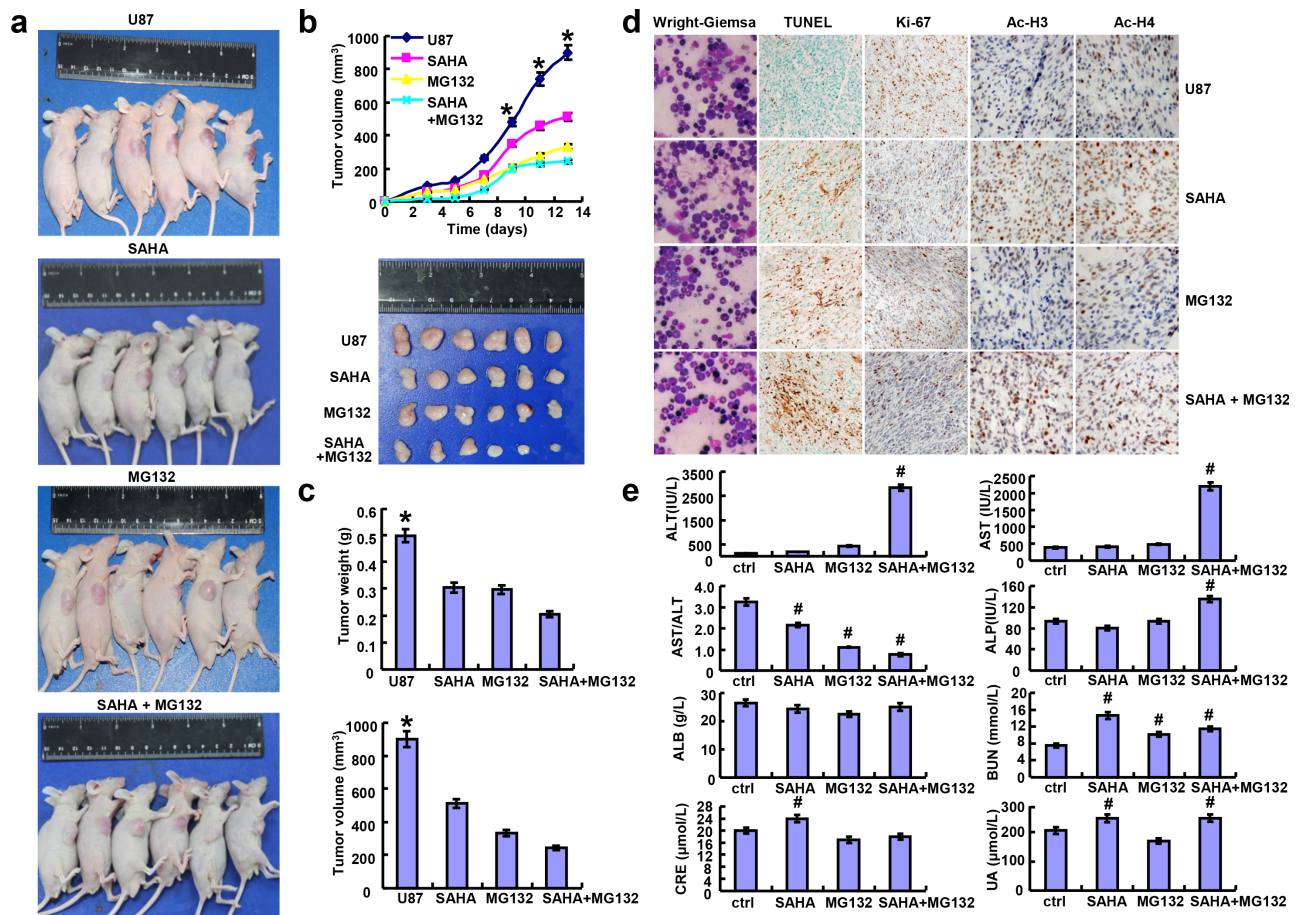 a
U87
SAHA
MG132
SAHA + MG132
b
Tumor volume (mm3)
1000
800
600
400
200
0
U87
SAHA
MG132
SAHA
+MG132
*
*
*
0 2 4 6 8 10 12 14
Time (days)
U87
SAHA
MG132
SAHA
+MG132
c
Tumor weight (g)
0.6
0.5
0.4
0.3
0.2
0.1
0
*
U87 SAHA MG132 SAHA+MG132
Tumor volume (mm3)
1000
800
600
400
200
0
*
U87 SAHA MG132 SAHA+MG132
d
Wright-Giemsa TUNEL Ki-67 Ac-H3 Ac-H4
U87
SAHA
MG132
SAHA + MG132
e
ALT(IU/L)
3500
2500
1500
500
#
ctrl SAHA MG132 SAHA+MG132
AST (IU/L)
2500
2000
1500
1000
500
0
#
ctrl SAHA MG132 SAHA+MG132
AST/ALT
4.0
3.0
2.0
1.0
0
# # #
ctrl SAHA MG132 SAHA+MG132
ALP(IU/L)
160
120
80
40
0
#
ctrl SAHA MG132 SAHA+MG132
ALB (g/L)
30
20
10
0
ctrl SAHA MG132 SAHA+MG132
BUN (mmol/L)
20
16
12
8
4
0
# # #
ctrl SAHA MG132 SAHA+MG132
CRE (μmol/L)
28
24
20
16
12
8
4
0
#
ctrl SAHA MG132 SAHA+MG132
UA (μmol/L)
300
200
100
0
# #
ctrl SAHA MG132 SAHA+MG132